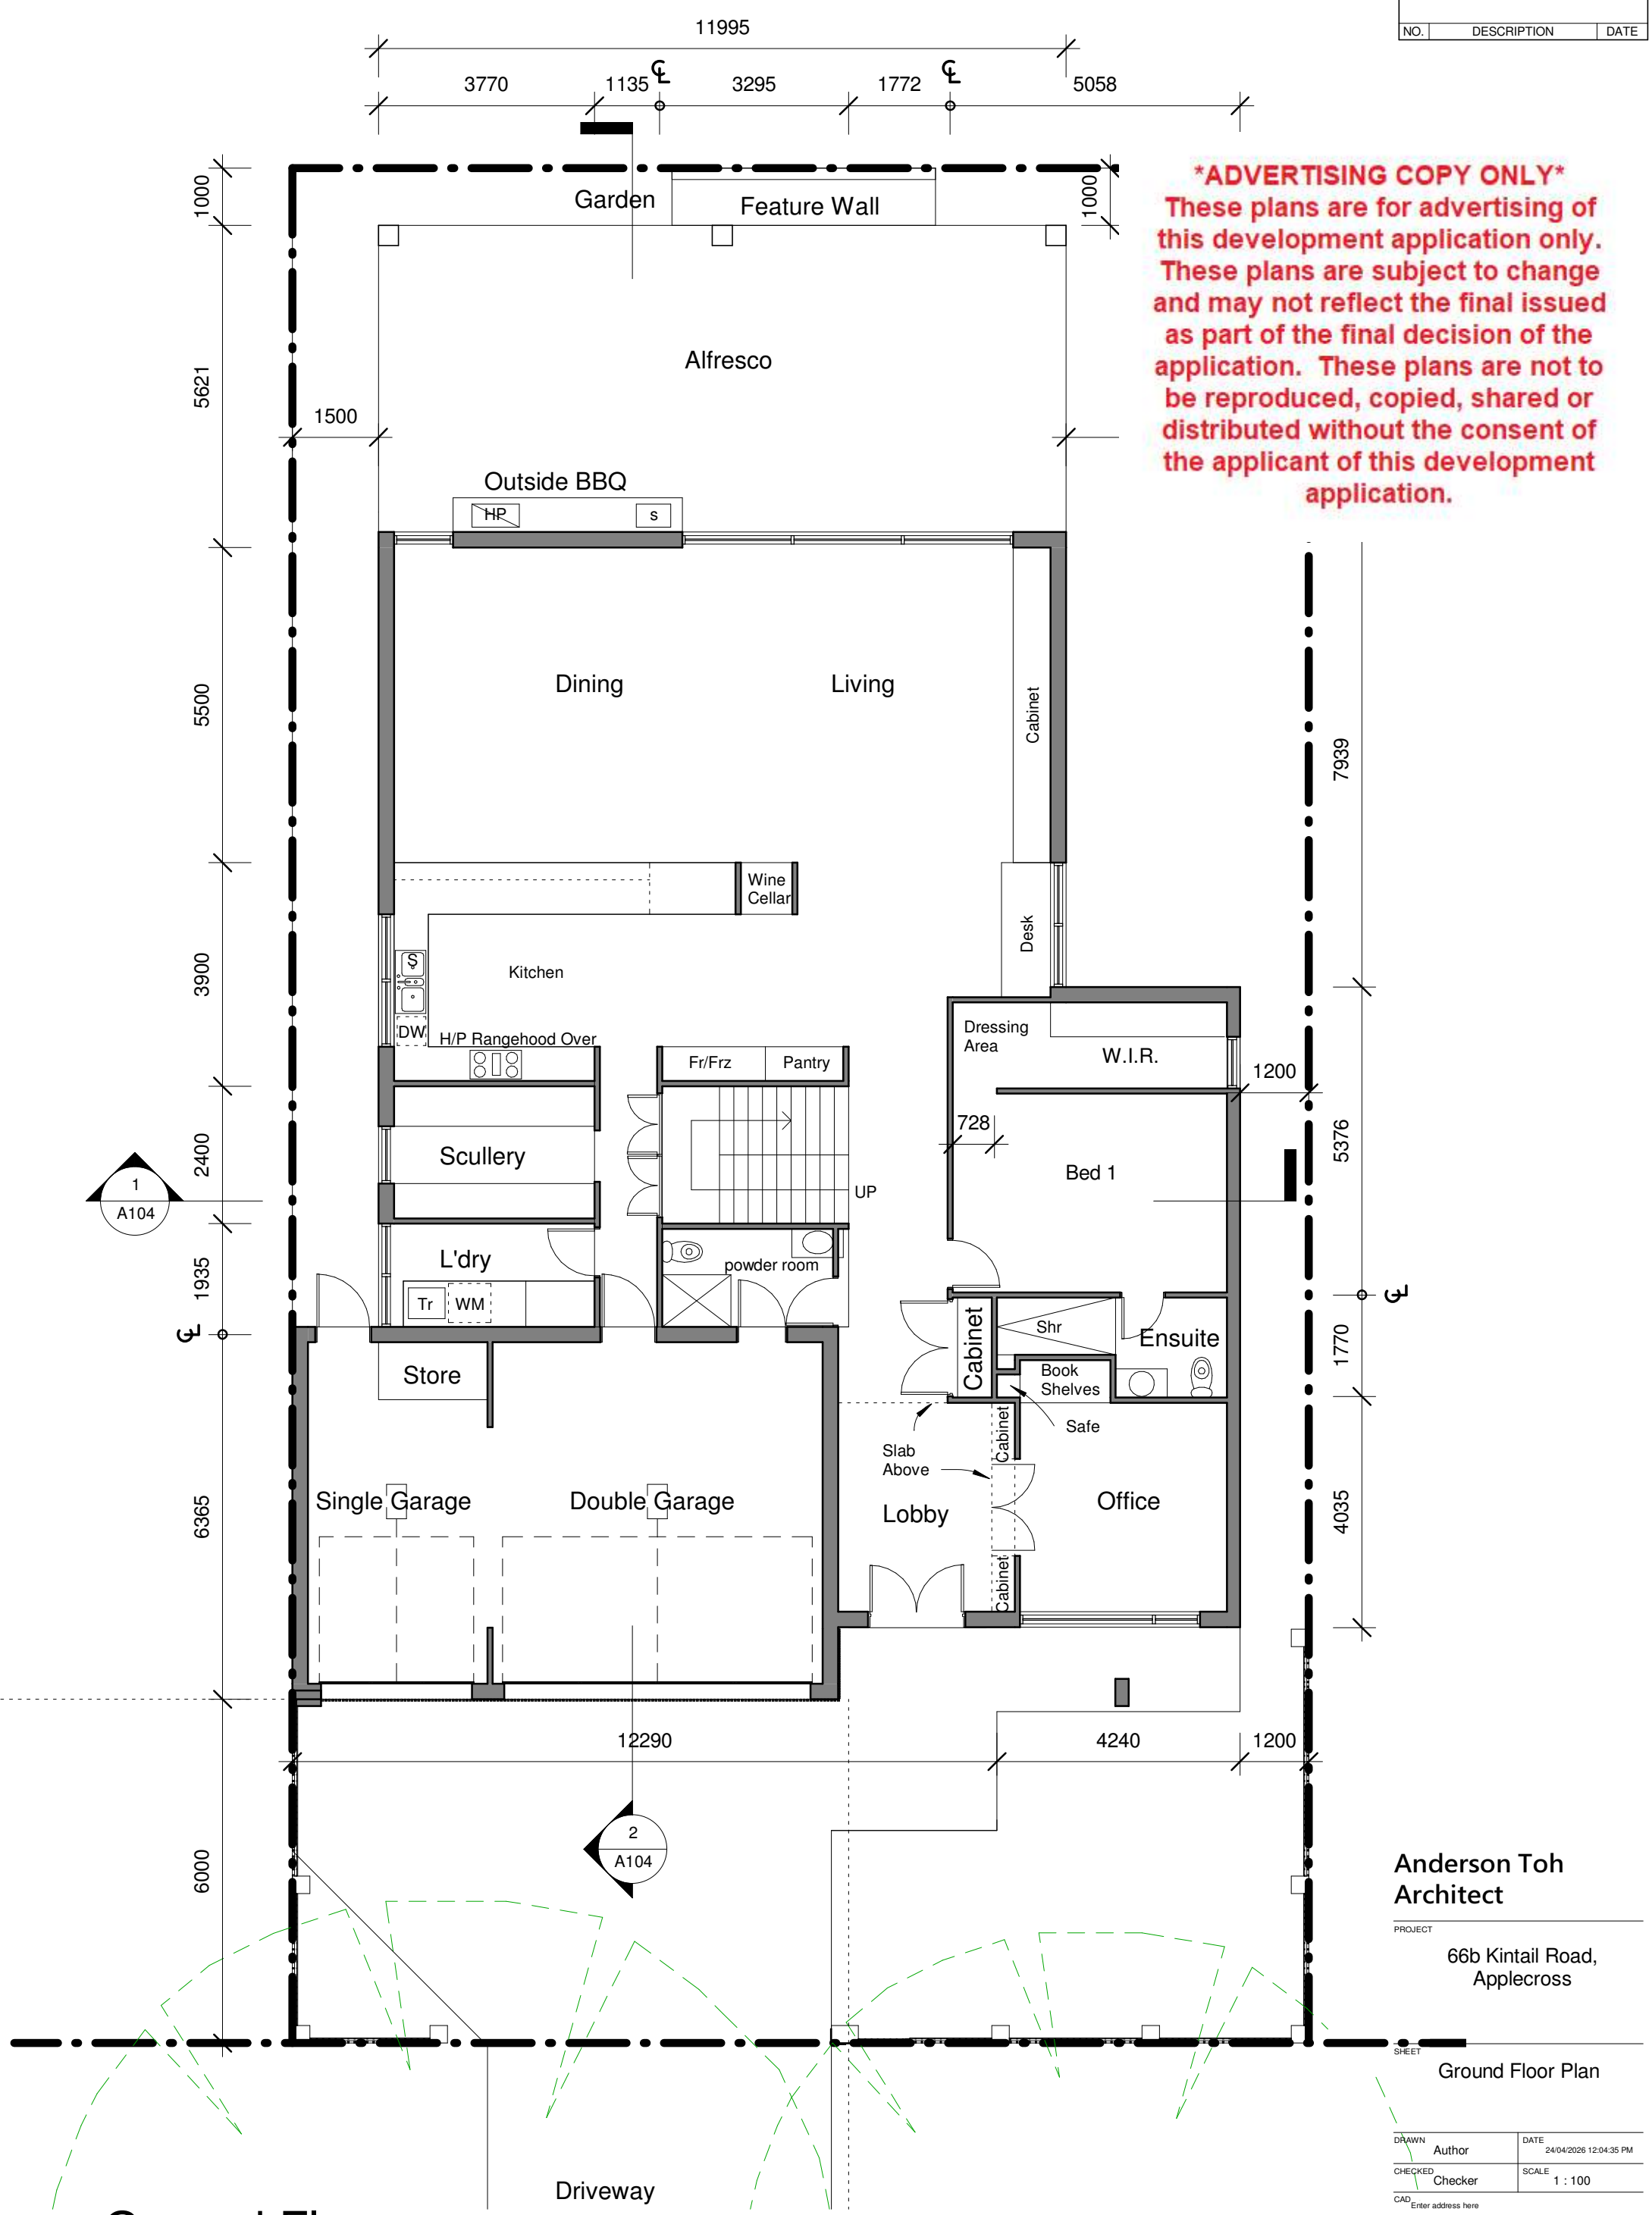 NO. DESCRIPTION DATE
11995
3770 1135 3295 1772 5058
1000
Garden
Feature Wall
1000
*ADVERTISING COPY ONLY*
These plans are for advertising of
this development application only.
These plans are subject to change
and may not reflect the final issued
as part of the final decision of the
application. These plans are not to
be reproduced, copied, shared or
distributed without the consent of
the applicant of this development
application.
5621
Alfresco
1500
Outside BBQ
HP
s
5500
Dining
Living
Cabinet
7939
Wine
Cellar
Desk
3900
S
Kitchen
DW
H/P Rangehood Over
Fr/Frz
Pantry
Dressing
Area
W.I.R.
1200
728
5376
2400
Scullery
Bed 1
1
A104
UP
1935
L'dry
powder room
Tr
WM
Cabinet
Shr
Ensuite
1770
Store
Book
Shelves
Safe
Cabinet
Slab
Above
6365
Single Garage
Double Garage
Lobby
Office
4035
Cabinet
12290
4240
1200
6000
2
A104
Anderson Toh
Architect
PROJECT
66b Kintail Road,
Applecross
SHEET
Ground Floor Plan
DRAWN
Author
DATE
24/04/2026 12:04:35 PM
CHECKED
Checker
SCALE
1 : 100
CAD
Enter address here
Driveway